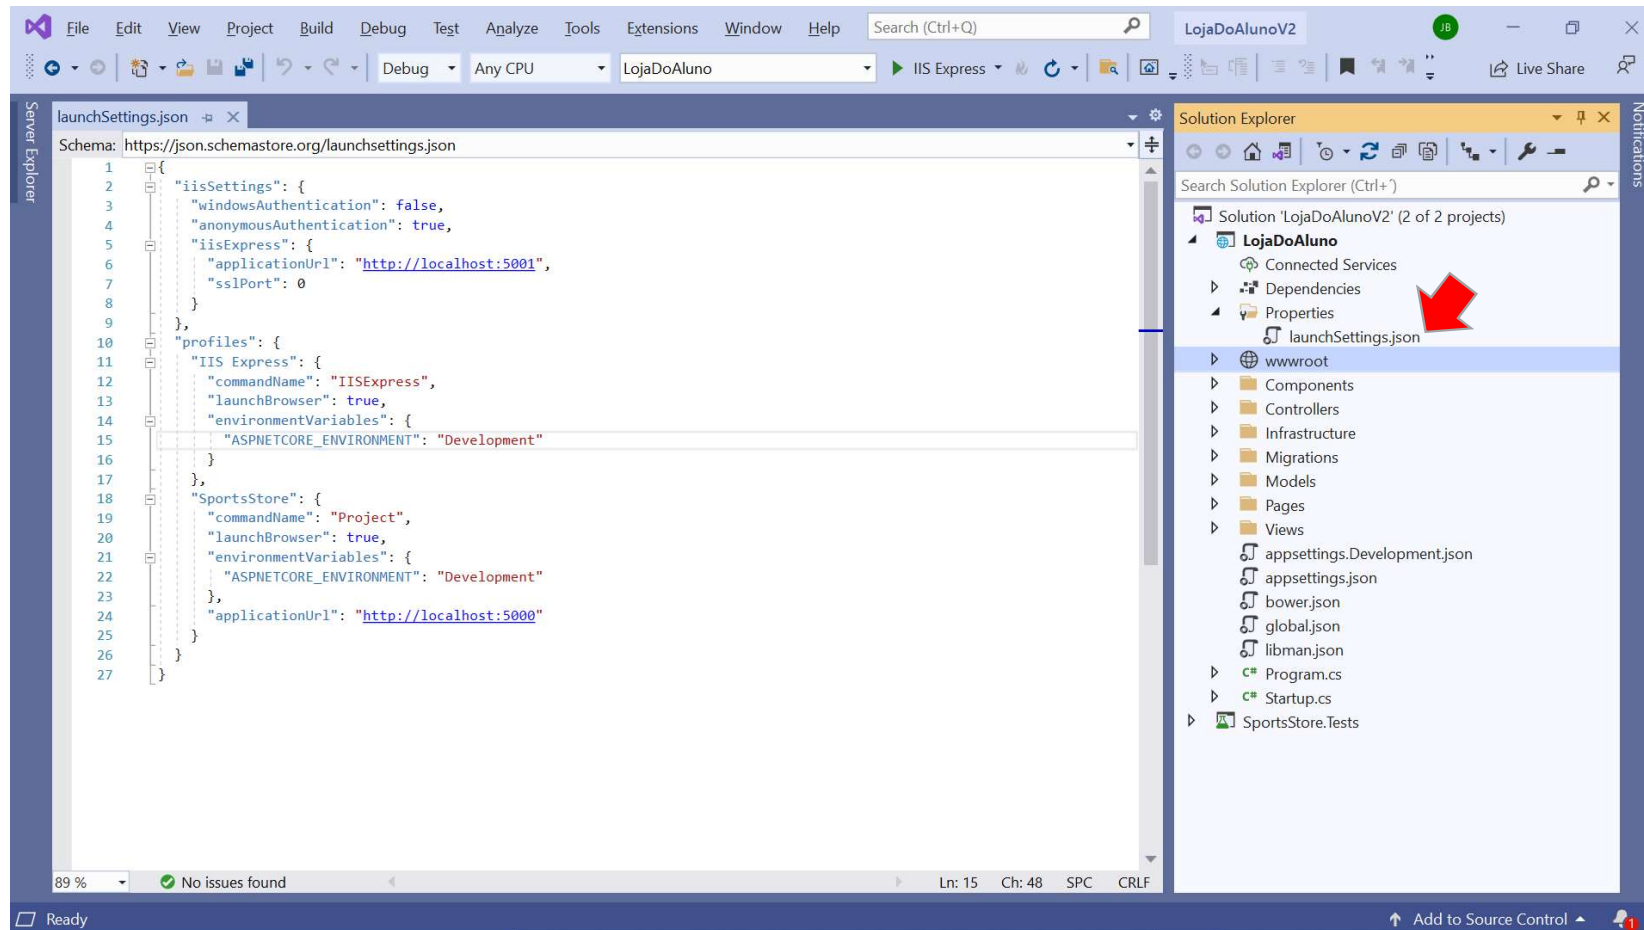 File Edit View Project Build Debug Test Analyze Tools Extensions Window Help Search (Ctrl+Q) LojaDoAlunoV2 JB
Debug Any CPU LojaDoAluno IIS Express Live Share
Server Explorer
launchSettings.json
Schema: https://json.schemastore.org/launchsettings.json
1 {
2 "iisSettings": {
3 "windowsAuthentication": false,
4 "anonymousAuthentication": true,
5 "iisExpress": {
6 "applicationUrl": "http://localhost:5001",
7 "sslPort": 0
8 }
9 },
10 "profiles": {
11 "IIS Express": {
12 "commandName": "IISExpress",
13 "launchBrowser": true,
14 "environmentVariables": {
15 "ASPNETCORE_ENVIRONMENT": "Development"
16 }
17 },
18 "SportsStore": {
19 "commandName": "Project",
20 "launchBrowser": true,
21 "environmentVariables": {
22 "ASPNETCORE_ENVIRONMENT": "Development"
23 },
24 "applicationUrl": "http://localhost:5000"
25 }
26 }
27 }
89 % No issues found Ln: 15 Ch: 48 SPC CRLF
Solution Explorer
Search Solution Explorer (Ctrl+´)
Solution 'LojaDoAlunoV2' (2 of 2 projects)
LojaDoAluno
Connected Services
Dependencies
Properties
launchSettings.json
wwwroot
Components
Controllers
Infrastructure
Migrations
Models
Pages
Views
appsettings.Development.json
appsettings.json
bower.json
global.json
libman.json
C# Program.cs
C# Startup.cs
SportsStore.Tests
Notifications
Ready Add to Source Control 1